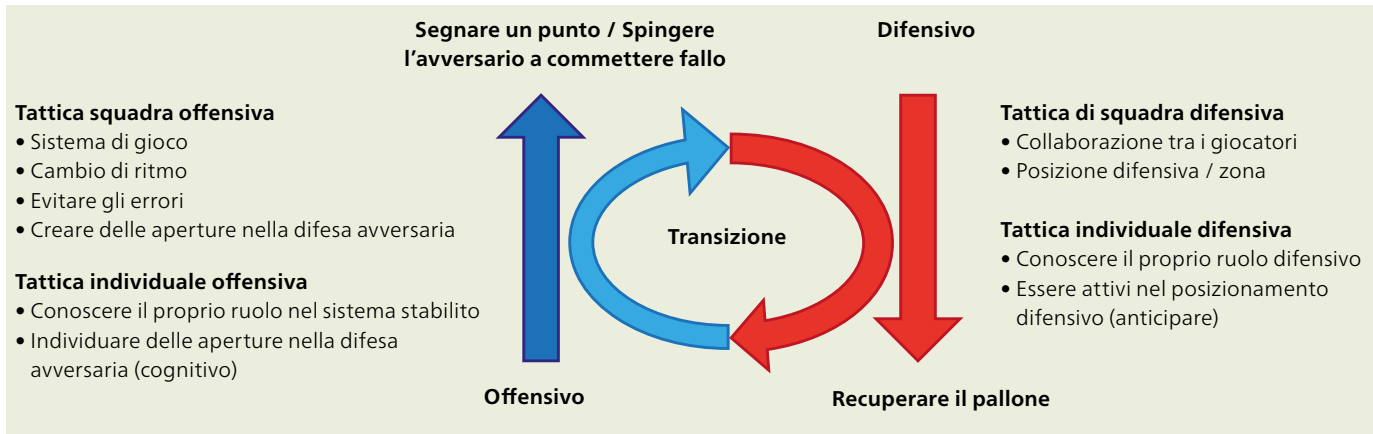 Segnare un punto / Spingere
l'avversario a commettere fallo
Difensivo
Tattica squadra offensiva
• Sistema di gioco
• Cambio di ritmo
• Evitare gli errori
• Creare delle aperture nella difesa avversaria
Tattica individuale offensiva
• Conoscere il proprio ruolo nel sistema stabilito
• Individuare delle aperture nella difesa
avversaria (cognitivo)
Transizione
Tattica di squadra difensiva
• Collaborazione tra i giocatori
• Posizione difensiva / zona
Tattica individuale difensiva
• Conoscere il proprio ruolo difensivo
• Essere attivi nel posizionamento
difensivo (anticipare)
Offensivo
Recuperare il pallone